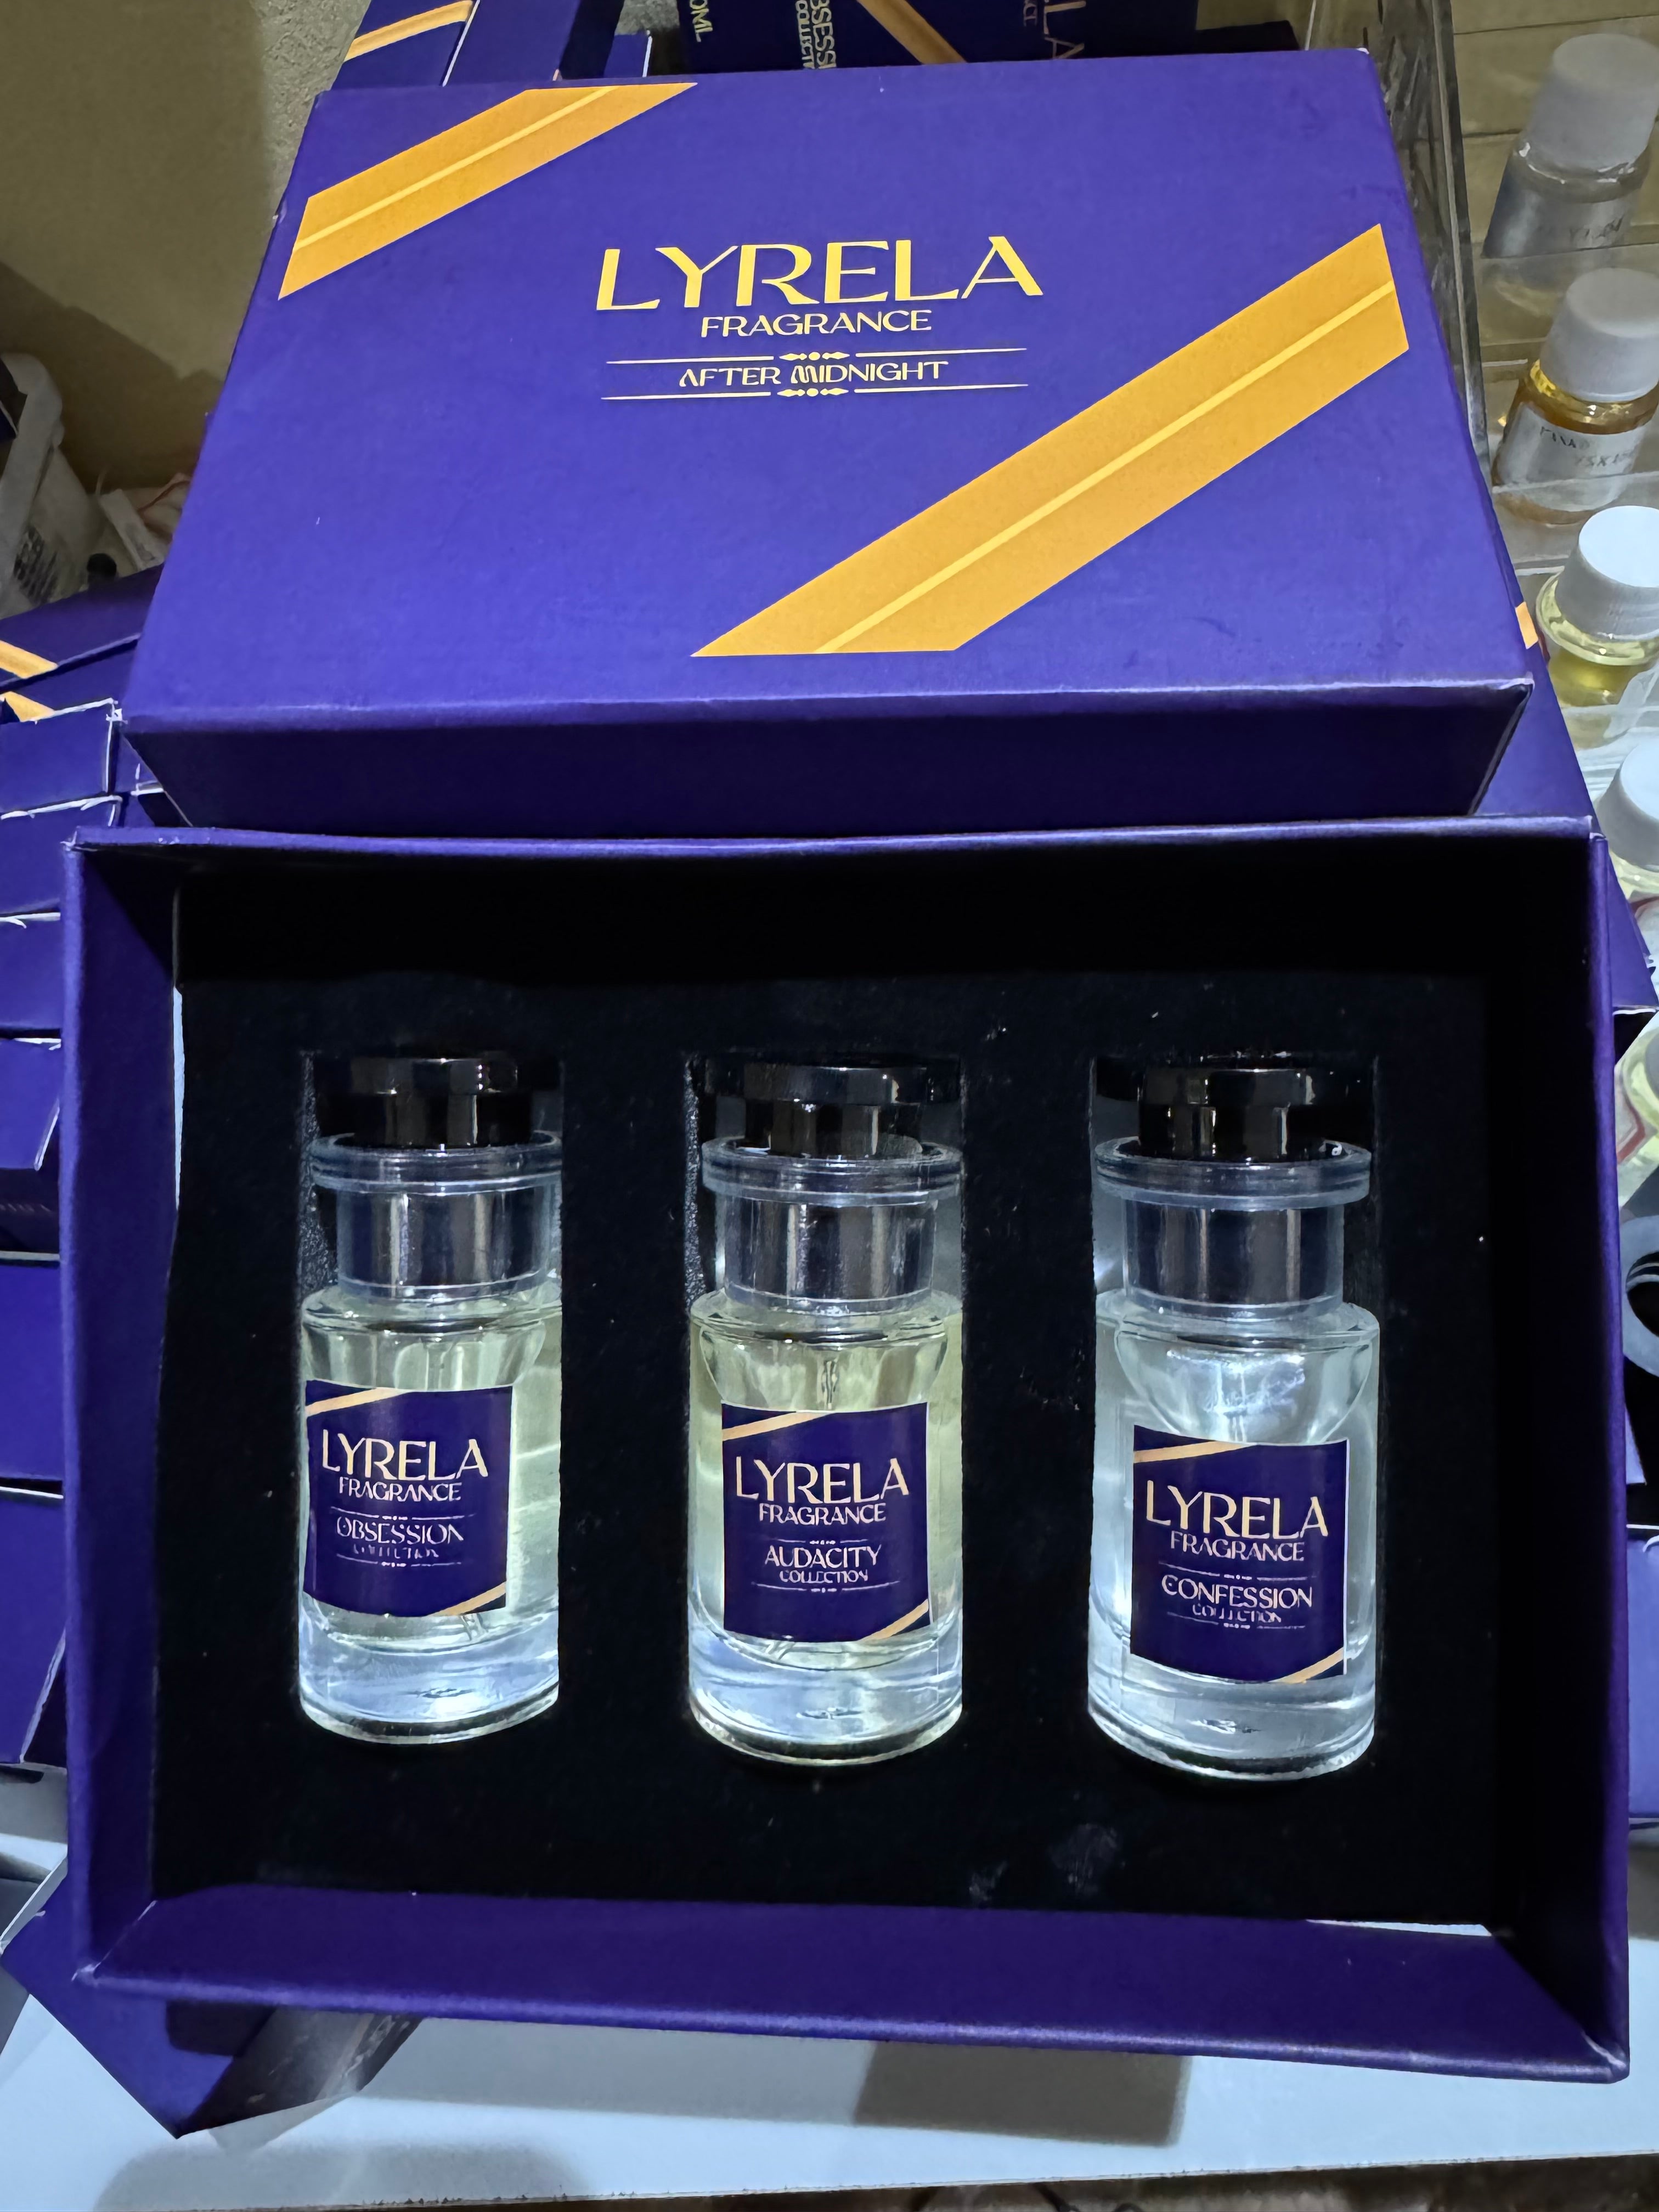 LYRELA
FRAGRANCE
AFTER MIDNIGHT
LYRELA
FRAGRANCE
OBSESSION
COLLECTION
LYRELA
FRAGRANCE
AUDACITY
COLLECTION
LYRELA
FRAGRANCE
CONFESSION
COLLECTION